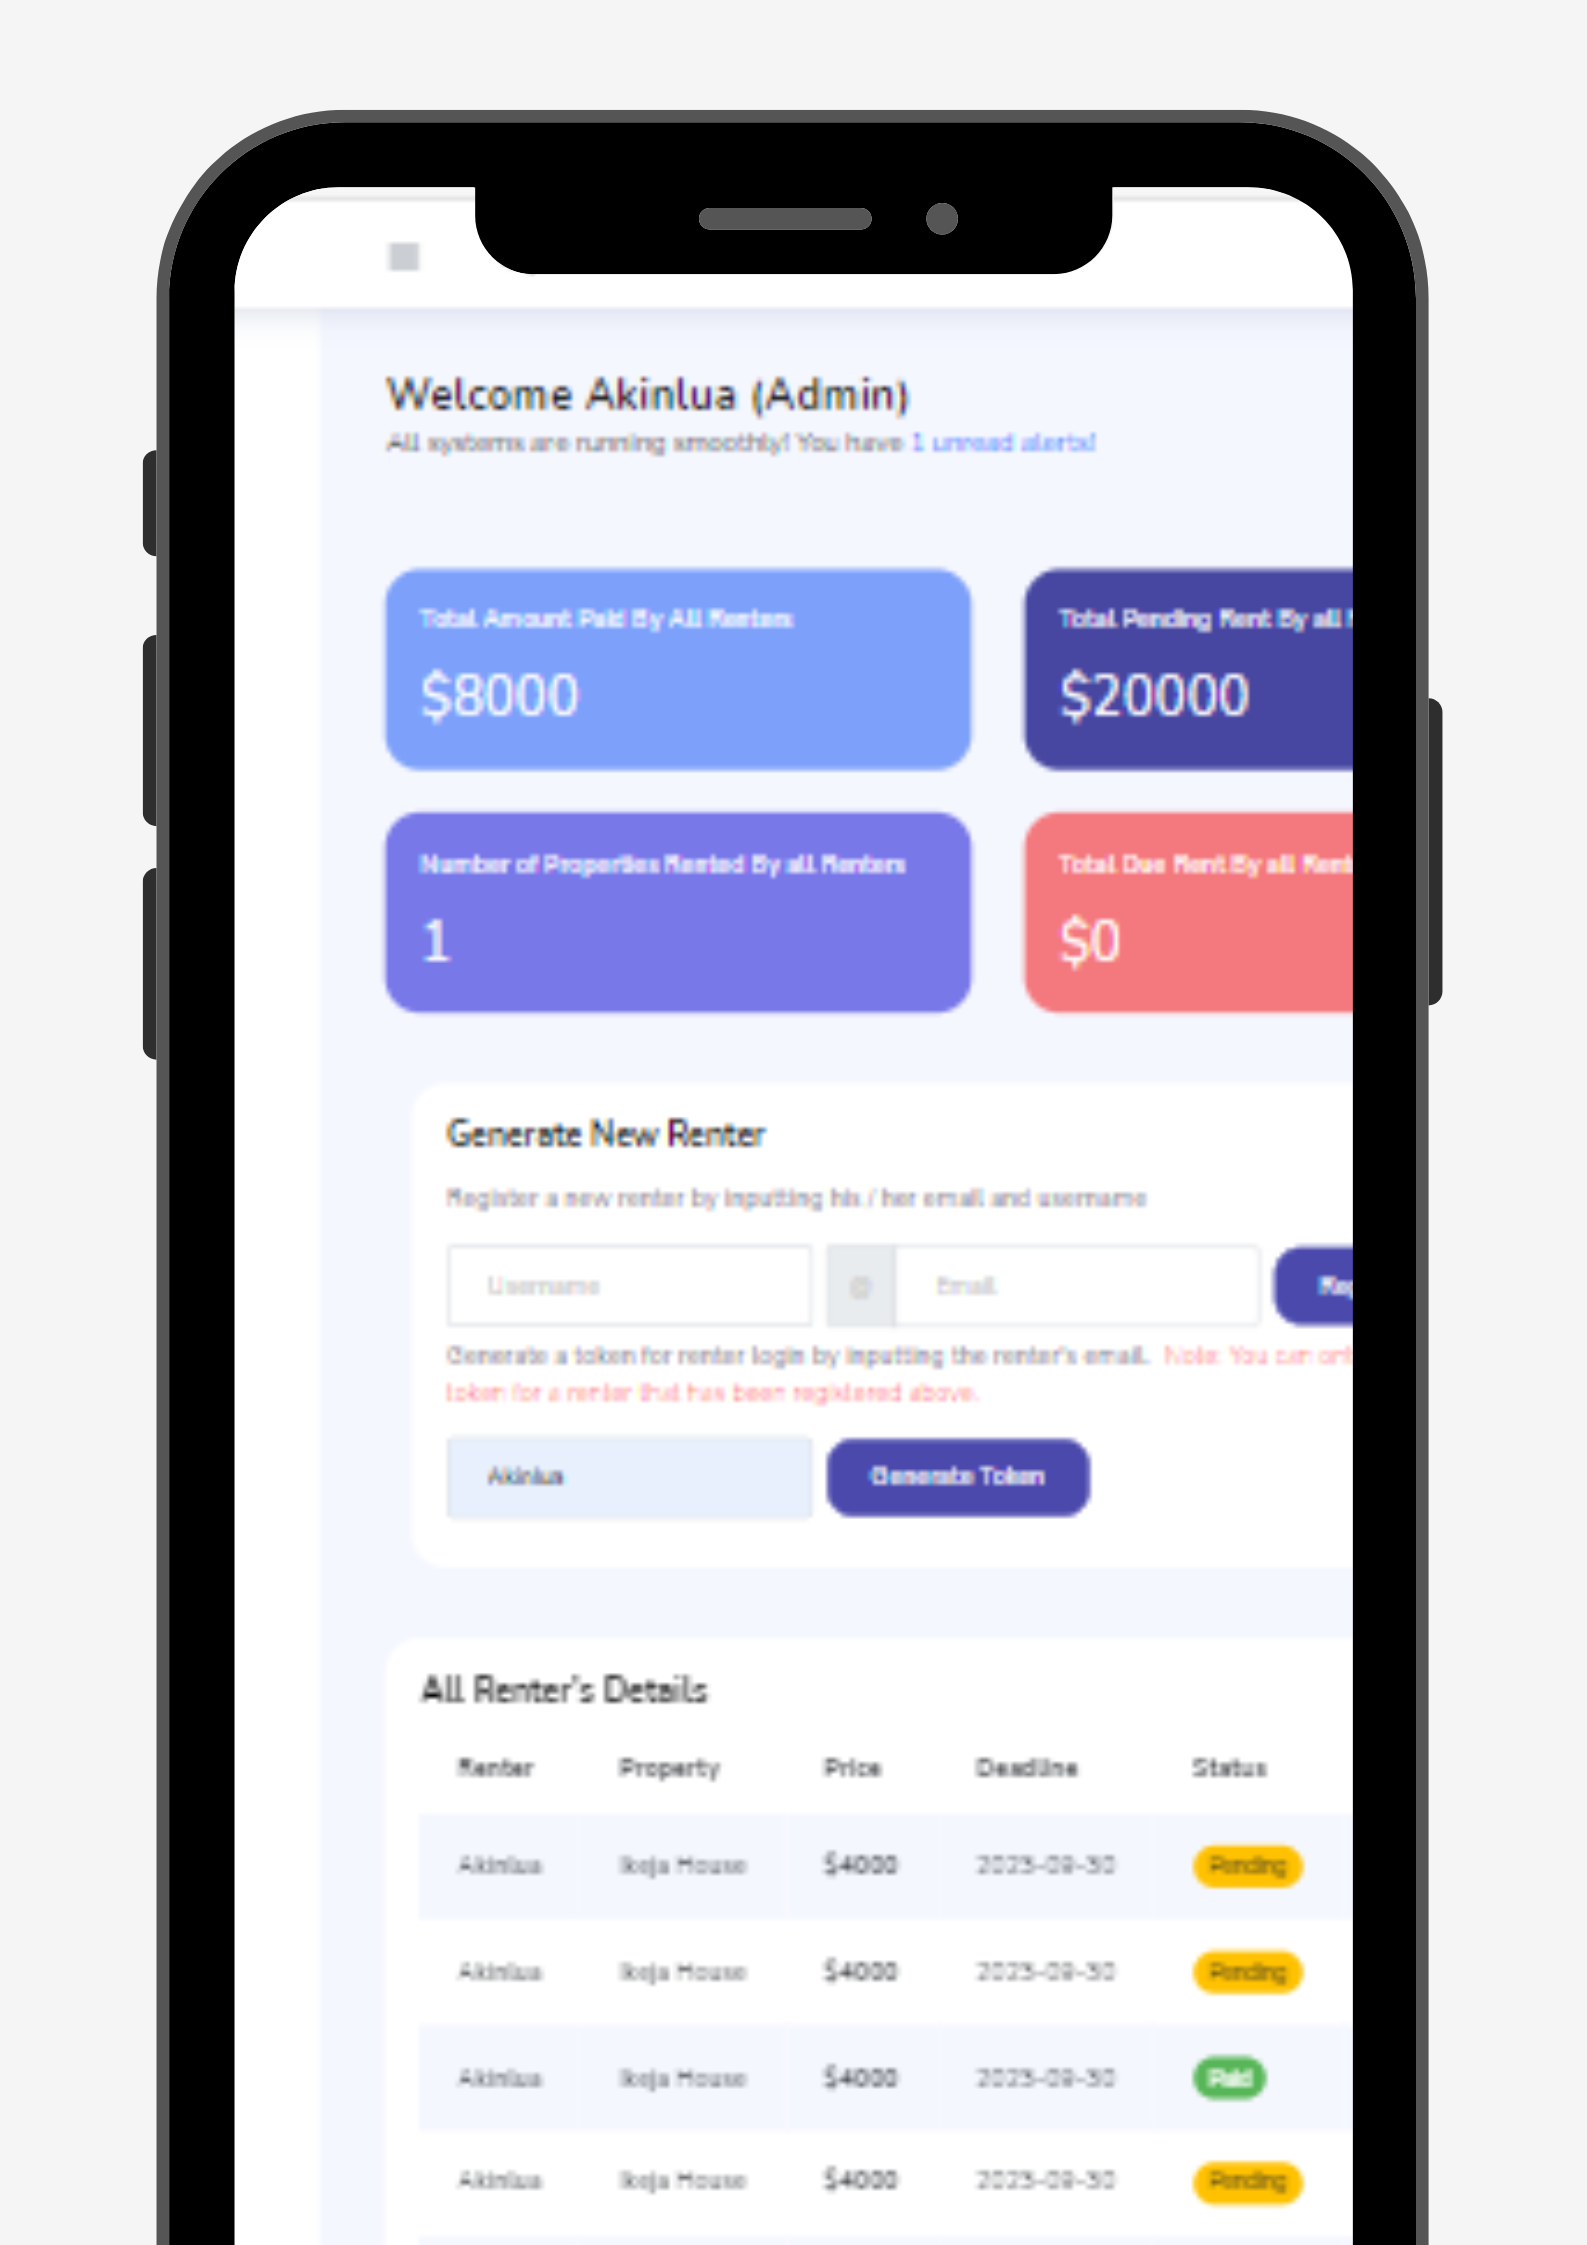 Welcome Akinlua (Admin)
All systems are running smoothly! You have 1 unread alerts!
Total Amount Paid By All Renters
$8000
Total Pending Rent By all
$20000
Number of Properties Rented By all Renters
1
Total Due Rent By all Rent
$0
Generate New Renter
Register a new renter by inputting his / her email and username
Username
@
Email
Reg
Generate a token for renter login by inputting the renter's email. Note: You can onl
token for a renter that has been registered above.
Akinlua
Generate Token
All Renter's Details
Renter Property Price Deadline Status
Akinlua Ikeja House $4000 2023-09-30 Pending
Akinlua Ikeja House $4000 2023-09-30 Pending
Akinlua Ikeja House $4000 2023-09-30 Paid
Akinlua Ikeja House $4000 2023-09-30 Pending